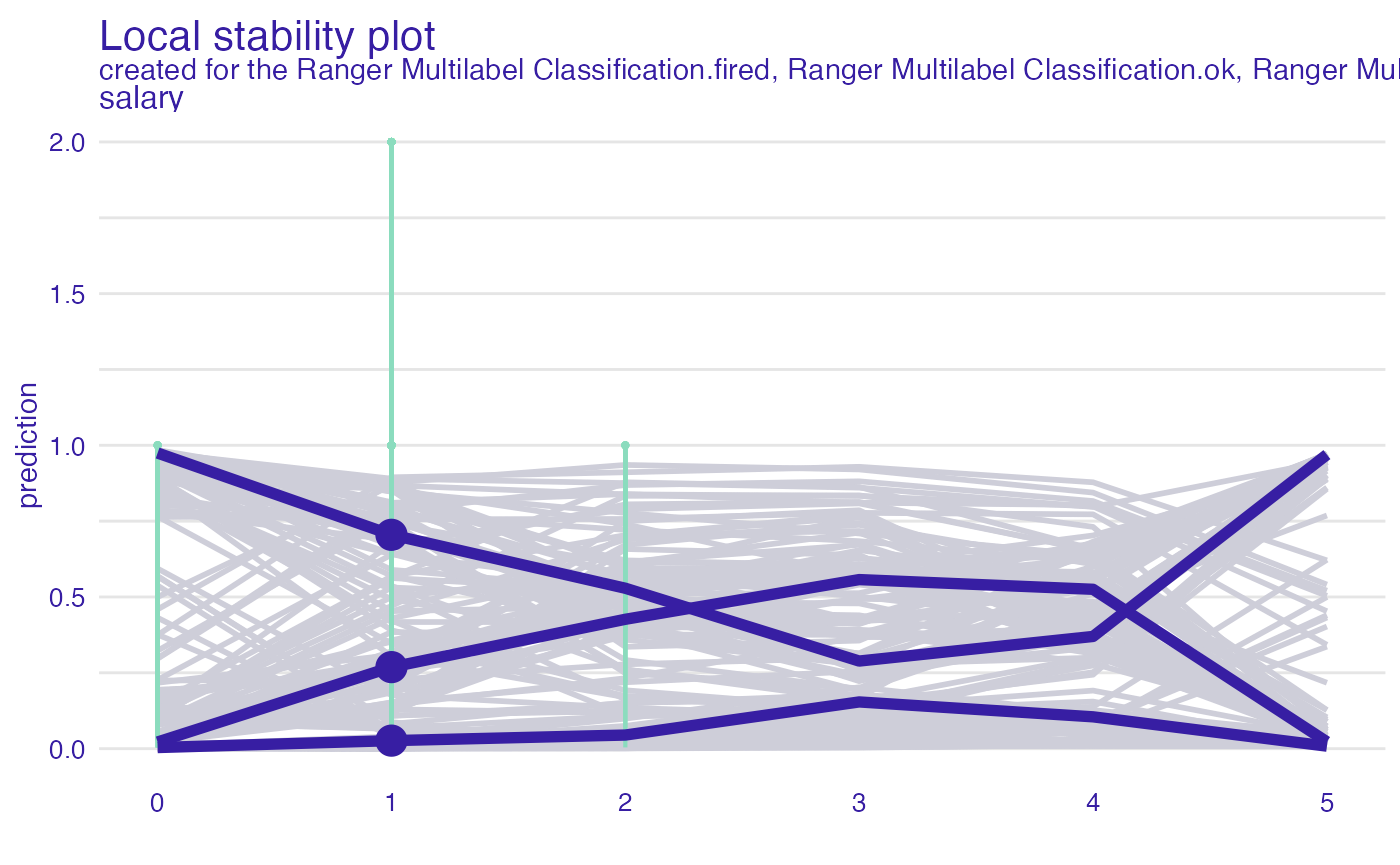 Local stability plot
created for the Ranger Multilabel Classification.fired, Ranger Multilabel Classification.ok, Ranger Mul
salary
2.0
1.5
1.0
0.5
0.0
prediction
0 1 2 3 4 5